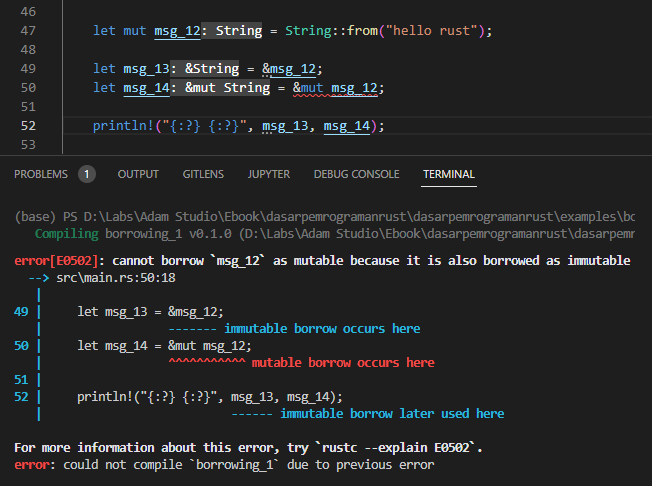 46
47 let mut msg_12: String = String::from("hello rust");
48
49 let msg_13: &String = &msg_12;
50 let msg_14: &mut String = &mut msg_12;
51
52 println!("{:?} {:?}", msg_13, msg_14);
53
PROBLEMS 1 OUTPUT GITLENS JUPYTER DEBUG CONSOLE TERMINAL
(base) PS D:\Labs\Adam Studio\Ebook\dasarpemrogramanrust\dasarpemrogramanrust\examples\bo
Compiling borrowing_1 v0.1.0 (D:\Labs\Adam Studio\Ebook\dasarpemrogramanrust\dasarpemr
error[E0502]: cannot borrow `msg_12` as mutable because it is also borrowed as immutable
--> src\main.rs:50:18
|
49 | let msg_13 = &msg_12;
| ------- immutable borrow occurs here
50 | let msg_14 = &mut msg_12;
| ^^^^^^^^^^^ mutable borrow occurs here
51 |
52 | println!("{:?} {:?}", msg_13, msg_14);
| ------ immutable borrow later used here
For more information about this error, try `rustc --explain E0502`.
error: could not compile `borrowing_1` due to previous error